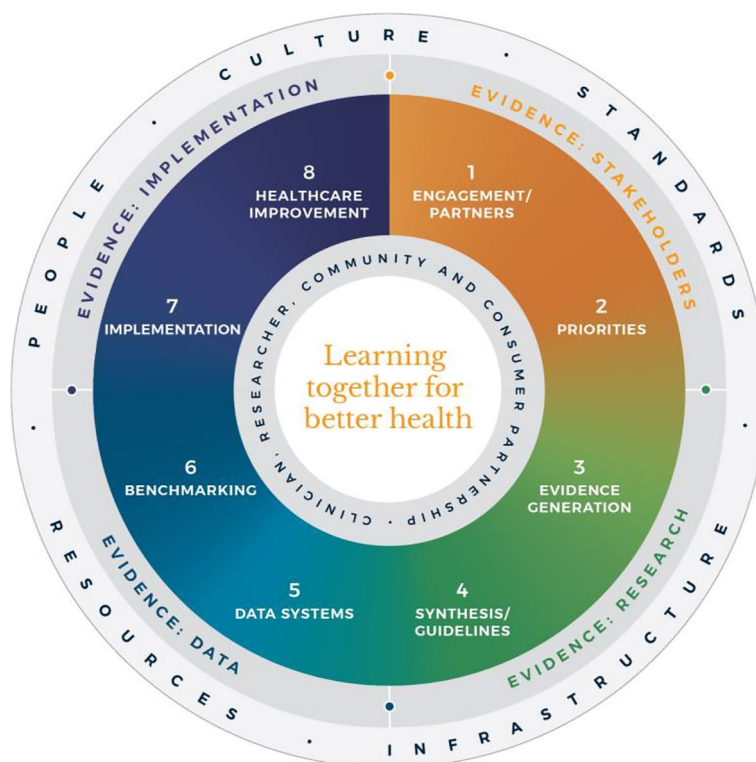 PEOPLE · CULTURE · STANDARDS · INFRASTRUCTURE · RESOURCES ·
EVIDENCE: STAKEHOLDERS
EVIDENCE: RESEARCH
EVIDENCE: DATA
EVIDENCE: IMPLEMENTATION
1
ENGAGEMENT/
PARTNERS
2
PRIORITIES
3
EVIDENCE
GENERATION
4
SYNTHESIS/
GUIDELINES
5
DATA SYSTEMS
6
BENCHMARKING
7
IMPLEMENTATION
8
HEALTHCARE
IMPROVEMENT
CLINICIAN, RESEARCHER, COMMUNITY AND CONSUMER PARTNERSHIP ·
Learning
together for
better health